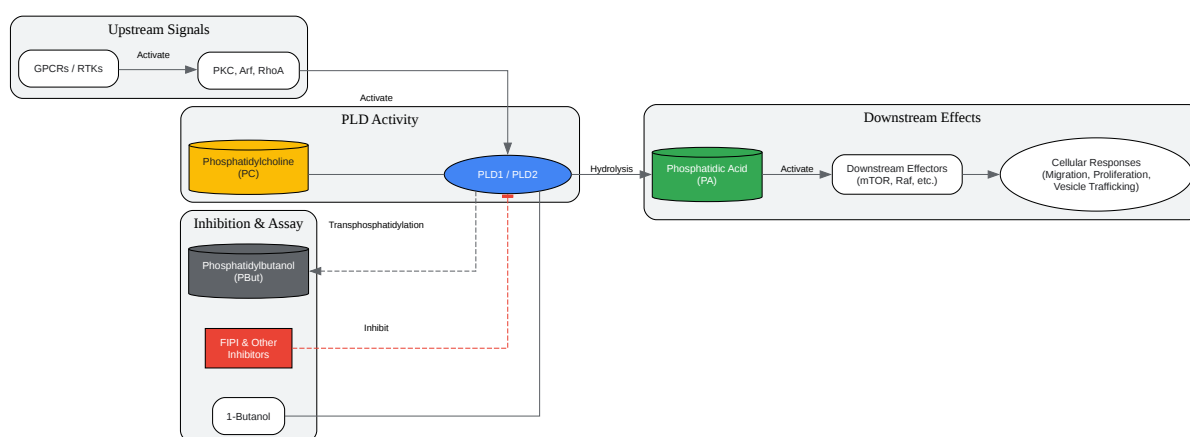 Upstream Signals
GPCRs / RTKs
Activate
PKC, Arf, RhoA
Activate
PLD Activity
Phosphatidylcholine
(PC)
PLD1 / PLD2
Hydrolysis
Downstream Effects
Phosphatidic Acid
(PA)
Activate
Downstream Effectors
(mTOR, Raf, etc.)
Cellular Responses
(Migration, Proliferation,
Vesicle Trafficking)
Inhibition & Assay
Transphosphatidylation
Phosphatidylbutanol
(PBut)
FIPI & Other
Inhibitors
Inhibit
1-Butanol